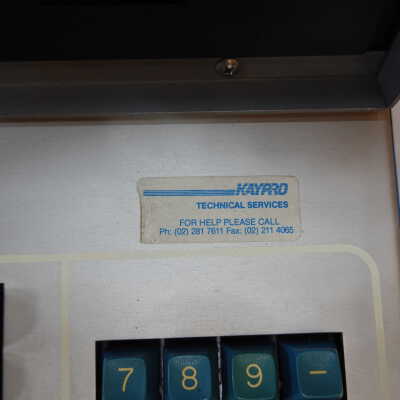 KAYPRO
TECHNICAL SERVICES
FOR HELP PLEASE CALL
Ph: (02) 281 7611 Fax: (02) 211 4065
7 8 9 –